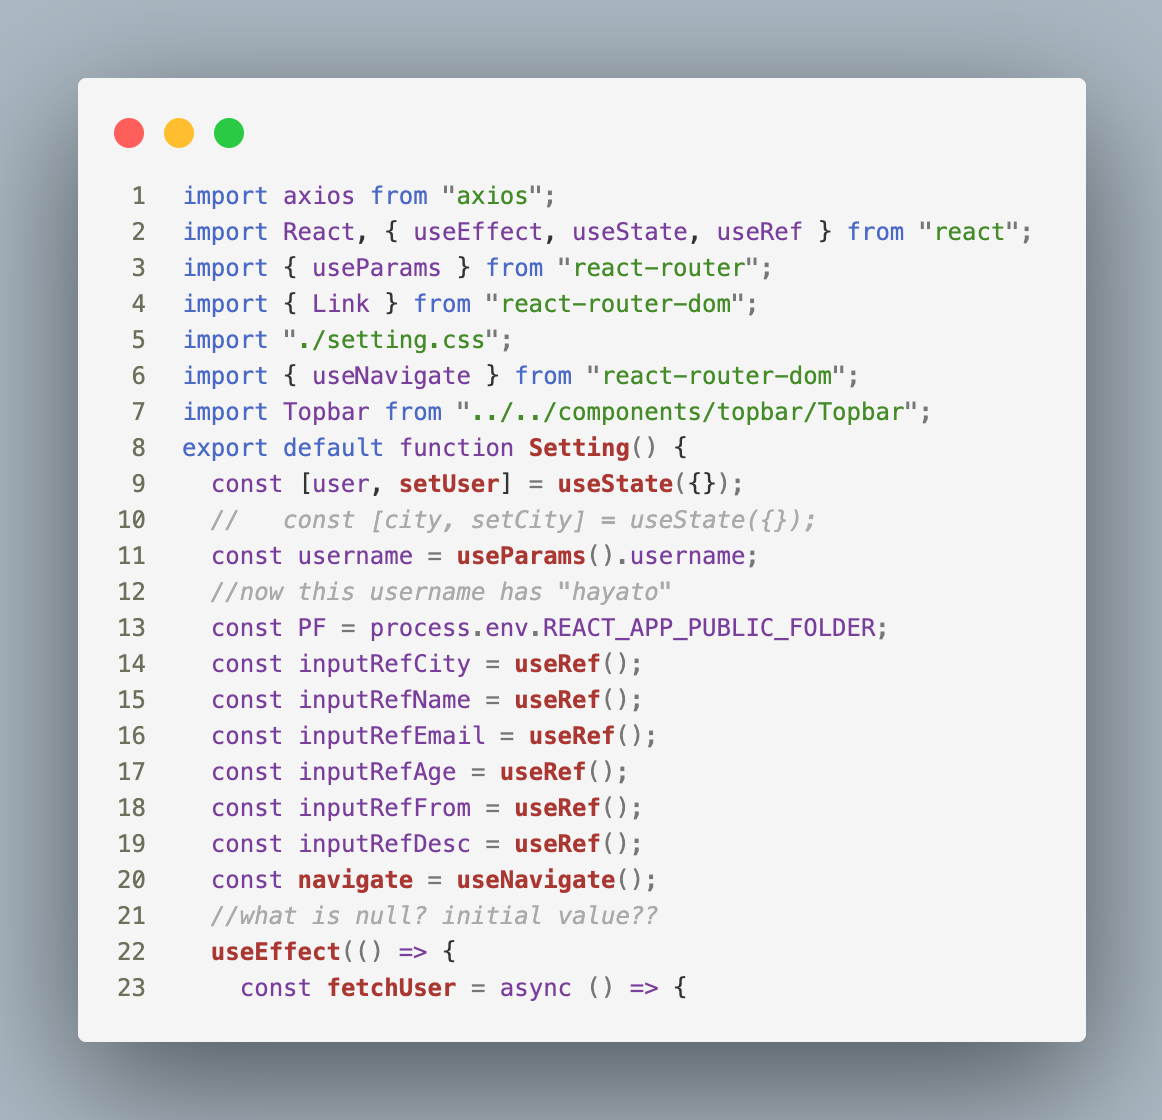 1 import axios from "axios";
2 import React, { useEffect, useState, useRef } from "react";
3 import { useParams } from "react-router";
4 import { Link } from "react-router-dom";
5 import "./setting.css";
6 import { useNavigate } from "react-router-dom";
7 import Topbar from "../../components/topbar/Topbar";
8 export default function Setting() {
9   const [user, setUser] = useState({});
10   //   const [city, setCity] = useState({});
11   const username = useParams().username;
12   //now this username has "hayato"
13   const PF = process.env.REACT_APP_PUBLIC_FOLDER;
14   const inputRefCity = useRef();
15   const inputRefName = useRef();
16   const inputRefEmail = useRef();
17   const inputRefAge = useRef();
18   const inputRefFrom = useRef();
19   const inputRefDesc = useRef();
20   const navigate = useNavigate();
21   //what is null? initial value??
22   useEffect(() => {
23     const fetchUser = async () => {